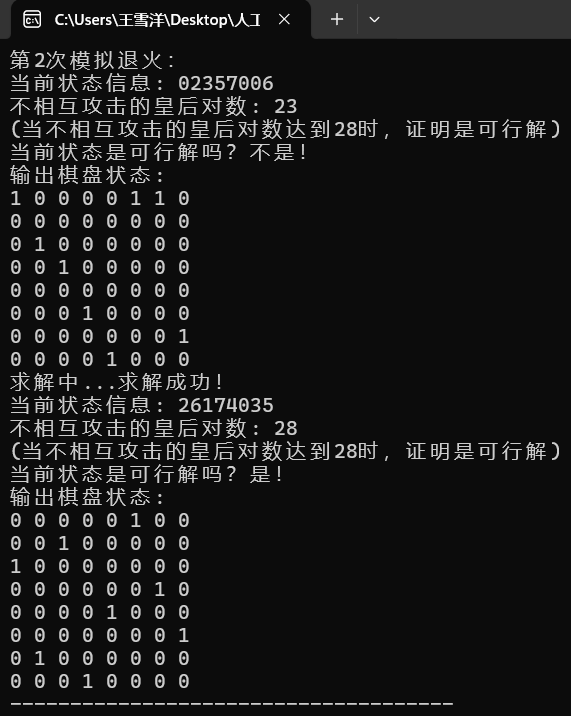 C:\Users\王雪洋\Desktop\人工
第2次模拟退火：
当前状态信息：02357006
不相互攻击的皇后对数：23
(当不相互攻击的皇后对数达到28时，证明是可行解)
当前状态是可行解吗？不是！
输出棋盘状态：
1 0 0 0 0 1 1 0
0 0 0 0 0 0 0 0
0 1 0 0 0 0 0 0
0 0 1 0 0 0 0 0
0 0 0 0 0 0 0 0
0 0 0 1 0 0 0 0
0 0 0 0 0 0 0 1
0 0 0 0 1 0 0 0
求解中...求解成功！
当前状态信息：26174035
不相互攻击的皇后对数：28
(当不相互攻击的皇后对数达到28时，证明是可行解)
当前状态是可行解吗？是！
输出棋盘状态：
0 0 0 0 0 1 0 0
0 0 1 0 0 0 0 0
1 0 0 0 0 0 0 0
0 0 0 0 0 0 1 0
0 0 0 0 1 0 0 0
0 0 0 0 0 0 0 1
0 1 0 0 0 0 0 0
0 0 0 1 0 0 0 0
-------------------------------------